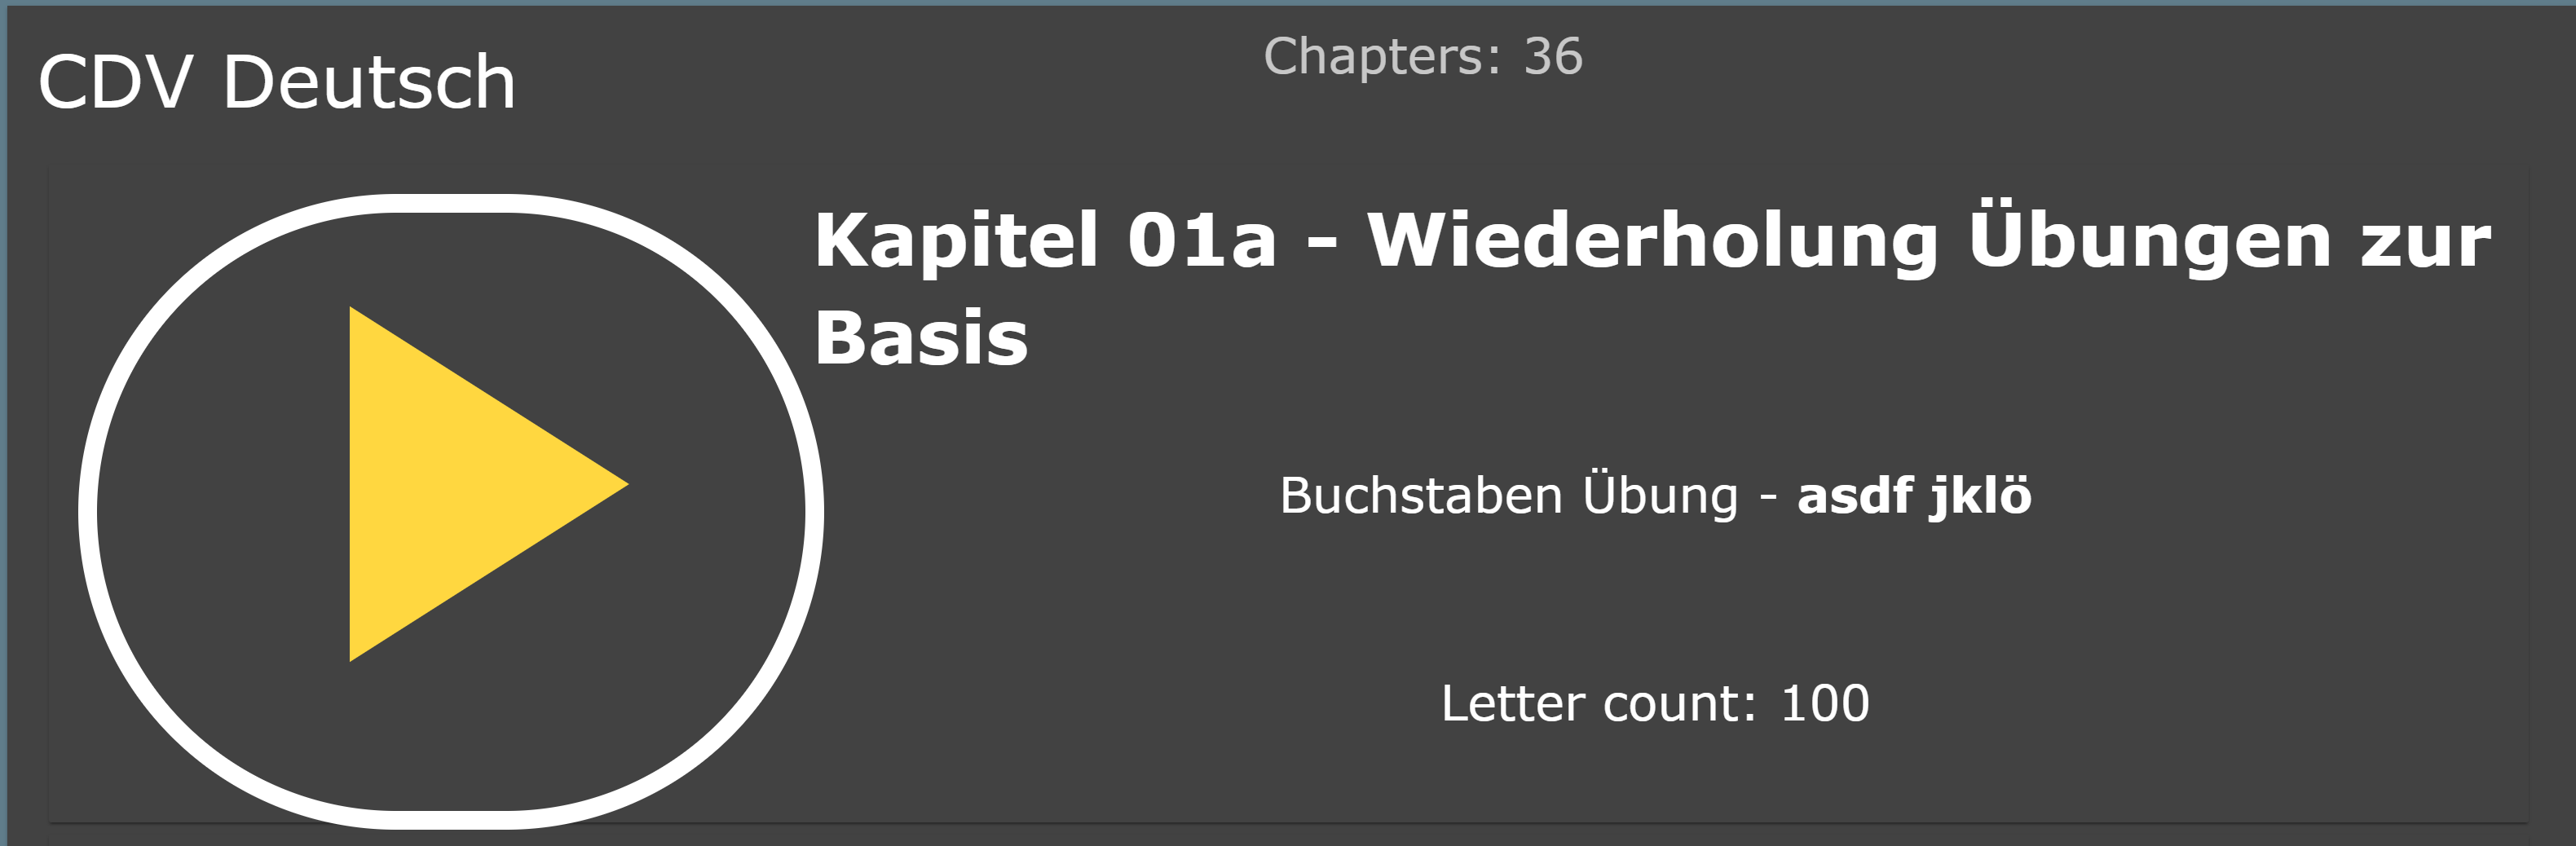 CDV Deutsch
Chapters: 36
Kapitel 01a - Wiederholung Übungen zur
Basis
Buchstaben Übung - asdf jklö
Letter count: 100